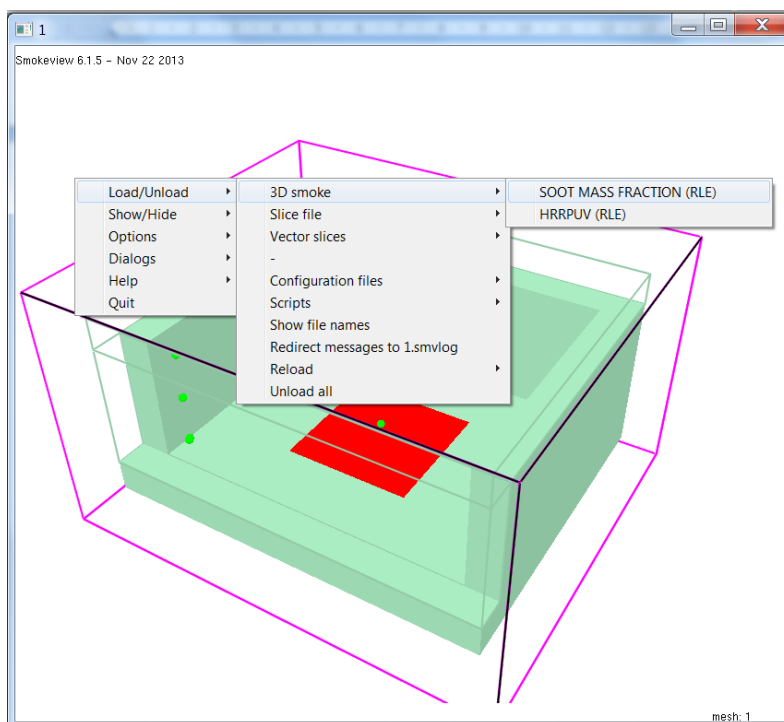 1
Smokeview 6.1.5 - Nov 22 2013
Load/Unload
Show/Hide
Options
Dialogs
Help
Quit
3D smoke
Slice file
Vector slices
-
Configuration files
Scripts
Show file names
Redirect messages to 1.smvlog
Reload
Unload all
SOOT MASS FRACTION (RLE)
HRRPUV (RLE)
mesh: 1